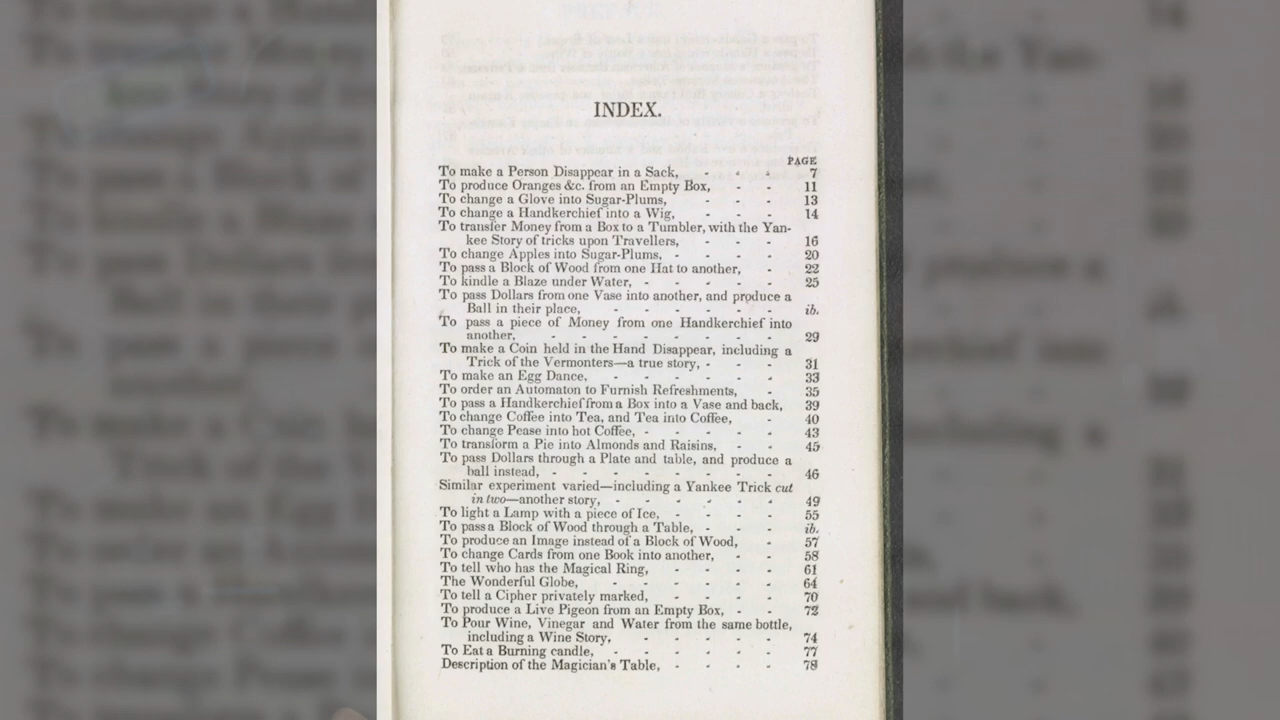 INDEX.
PAGE
To make a Person Disappear in a Sack, - - 7
To produce Oranges &c. from an Empty Box, - - 11
To change a Glove into Sugar-Plums, - - - 13
To change a Handkerchief into a Wig, - - - 14
To transfer Money from a Box to a Tumbler, with the Yan-
kee Story of tricks upon Travellers, - - - 16
To change Apples into Sugar-Plums, - - - - 20
To pass a Block of Wood from one Hat to another, - 22
To kindle a Blaze under Water, - - - - - 25
To pass Dollars from one Vase into another, and produce a
Ball in their place, - - - - - - ib.
To pass a piece of Money from one Handkerchief into
another, - - - - - - - - 29
To make a Coin held in the Hand Disappear, including a
Trick of the Vermonters—a true story, - - - 31
To make an Egg Dance, - - - - - - 33
To order an Automaton to Furnish Refreshments, - 35
To pass a Handkerchief from a Box into a Vase and back, 39
To change Coffee into Tea, and Tea into Coffee, - 40
To change Pease into hot Coffee, - - - - - 43
To transform a Pie into Almonds and Raisins, - - 45
To pass Dollars through a Plate and table, and produce a
ball instead, - - - - - - - - 46
Similar experiment varied—including a Yankee Trick cut
in two—another story, - - - - - - 49
To light a Lamp with a piece of Ice, - - - - 55
To pass a Block of Wood through a Table, - - - ib.
To produce an Image instead of a Block of Wood, - 57
To change Cards from one Book into another, - - 58
To tell who has the Magical Ring, - - - - 61
The Wonderful Globe, - - - - - - 64
To tell a Cipher privately marked, - - - - 70
To produce a Live Pigeon from an Empty Box, - - 72
To Pour Wine, Vinegar and Water from the same bottle,
including a Wine Story. - - - - - 74
To Eat a Burning candle, - - - - - - 77
Description of the Magician's Table, - - - - 78